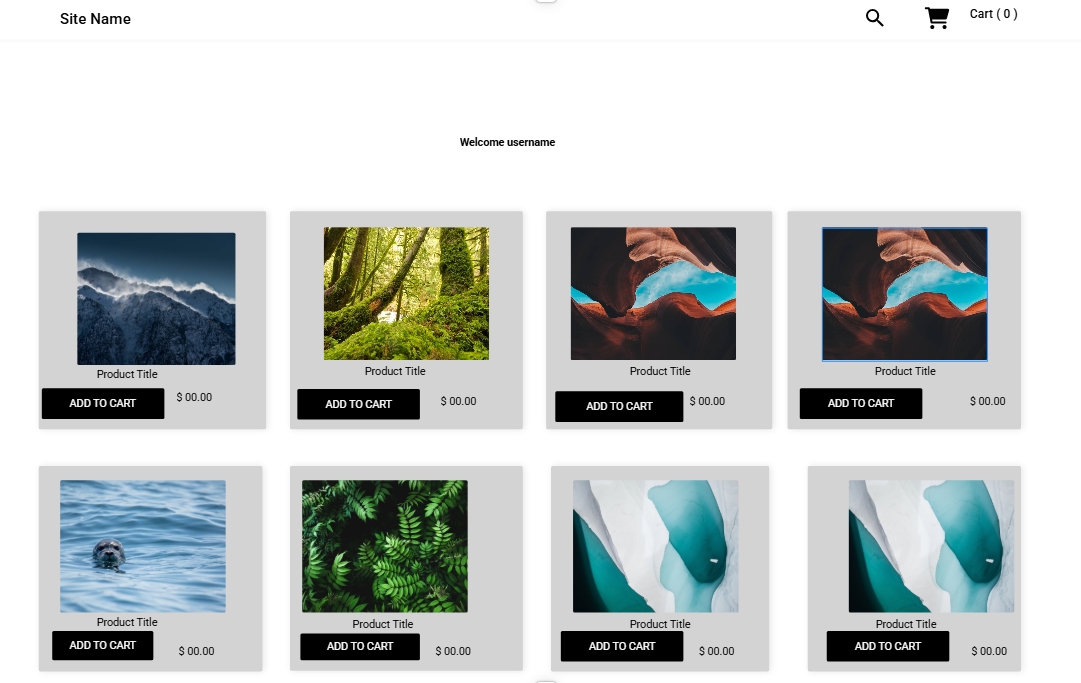 Site Name
Cart ( 0 )
Welcome username
Product Title
ADD TO CART
$ 00.00
Product Title
ADD TO CART
$ 00.00
Product Title
ADD TO CART
$ 00.00
Product Title
ADD TO CART
$ 00.00
Product Title
ADD TO CART
$ 00.00
Product Title
ADD TO CART
$ 00.00
Product Title
ADD TO CART
$ 00.00
Product Title
ADD TO CART
$ 00.00